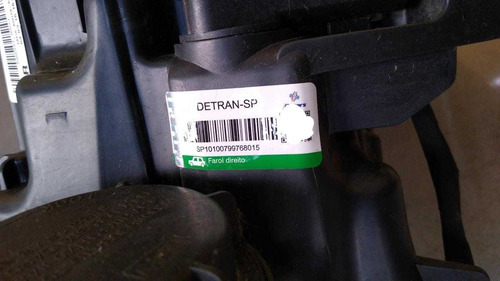 DETRAN-SP
SP10100799768015
Farol direito